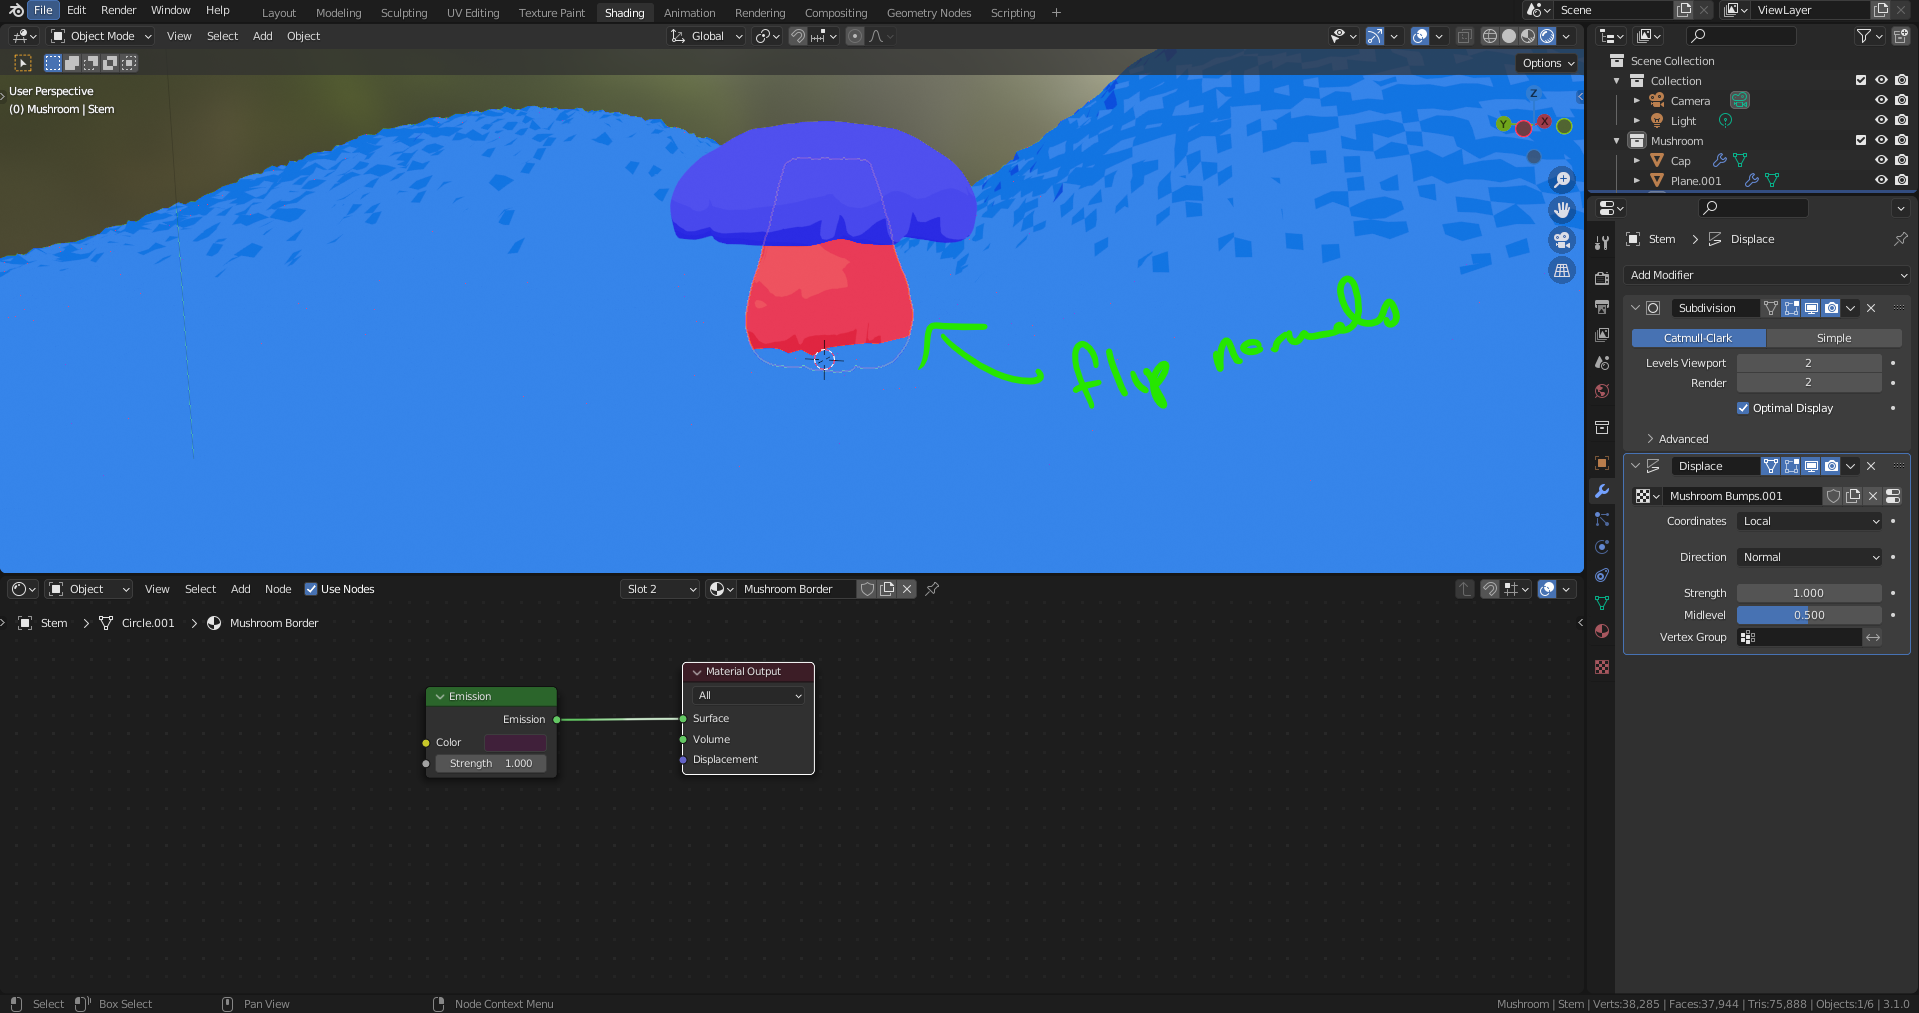 File Edit Render Window Help Layout Modeling Sculpting UV Editing Texture Paint Shading Animation Rendering Compositing Geometry Nodes Scripting + Scene ViewLayer
Object Mode View Select Add Object Global
Options
User Perspective
(0) Mushroom | Stem
Z
Y X
flip normals
Scene Collection
Collection
Camera
Light
Mushroom
Cap
Plane.001
Stem > Displace
Add Modifier
Subdivision
Catmull-Clark Simple
Levels Viewport 2
Render 2
Optimal Display
Advanced
Displace
Mushroom Bumps.001
Coordinates Local
Direction Normal
Strength 1.000
Midlevel 0.500
Vertex Group
Object View Select Add Node Use Nodes Slot 2 Mushroom Border
Stem > Circle.001 > Mushroom Border
Emission
Emission
Color
Strength 1.000
Material Output
All
Surface
Volume
Displacement
Select Box Select Pan View Node Context Menu Mushroom | Stem | Verts:38,285 | Faces:37,944 | Tris:75,888 | Objects:1/6 | 3.1.0